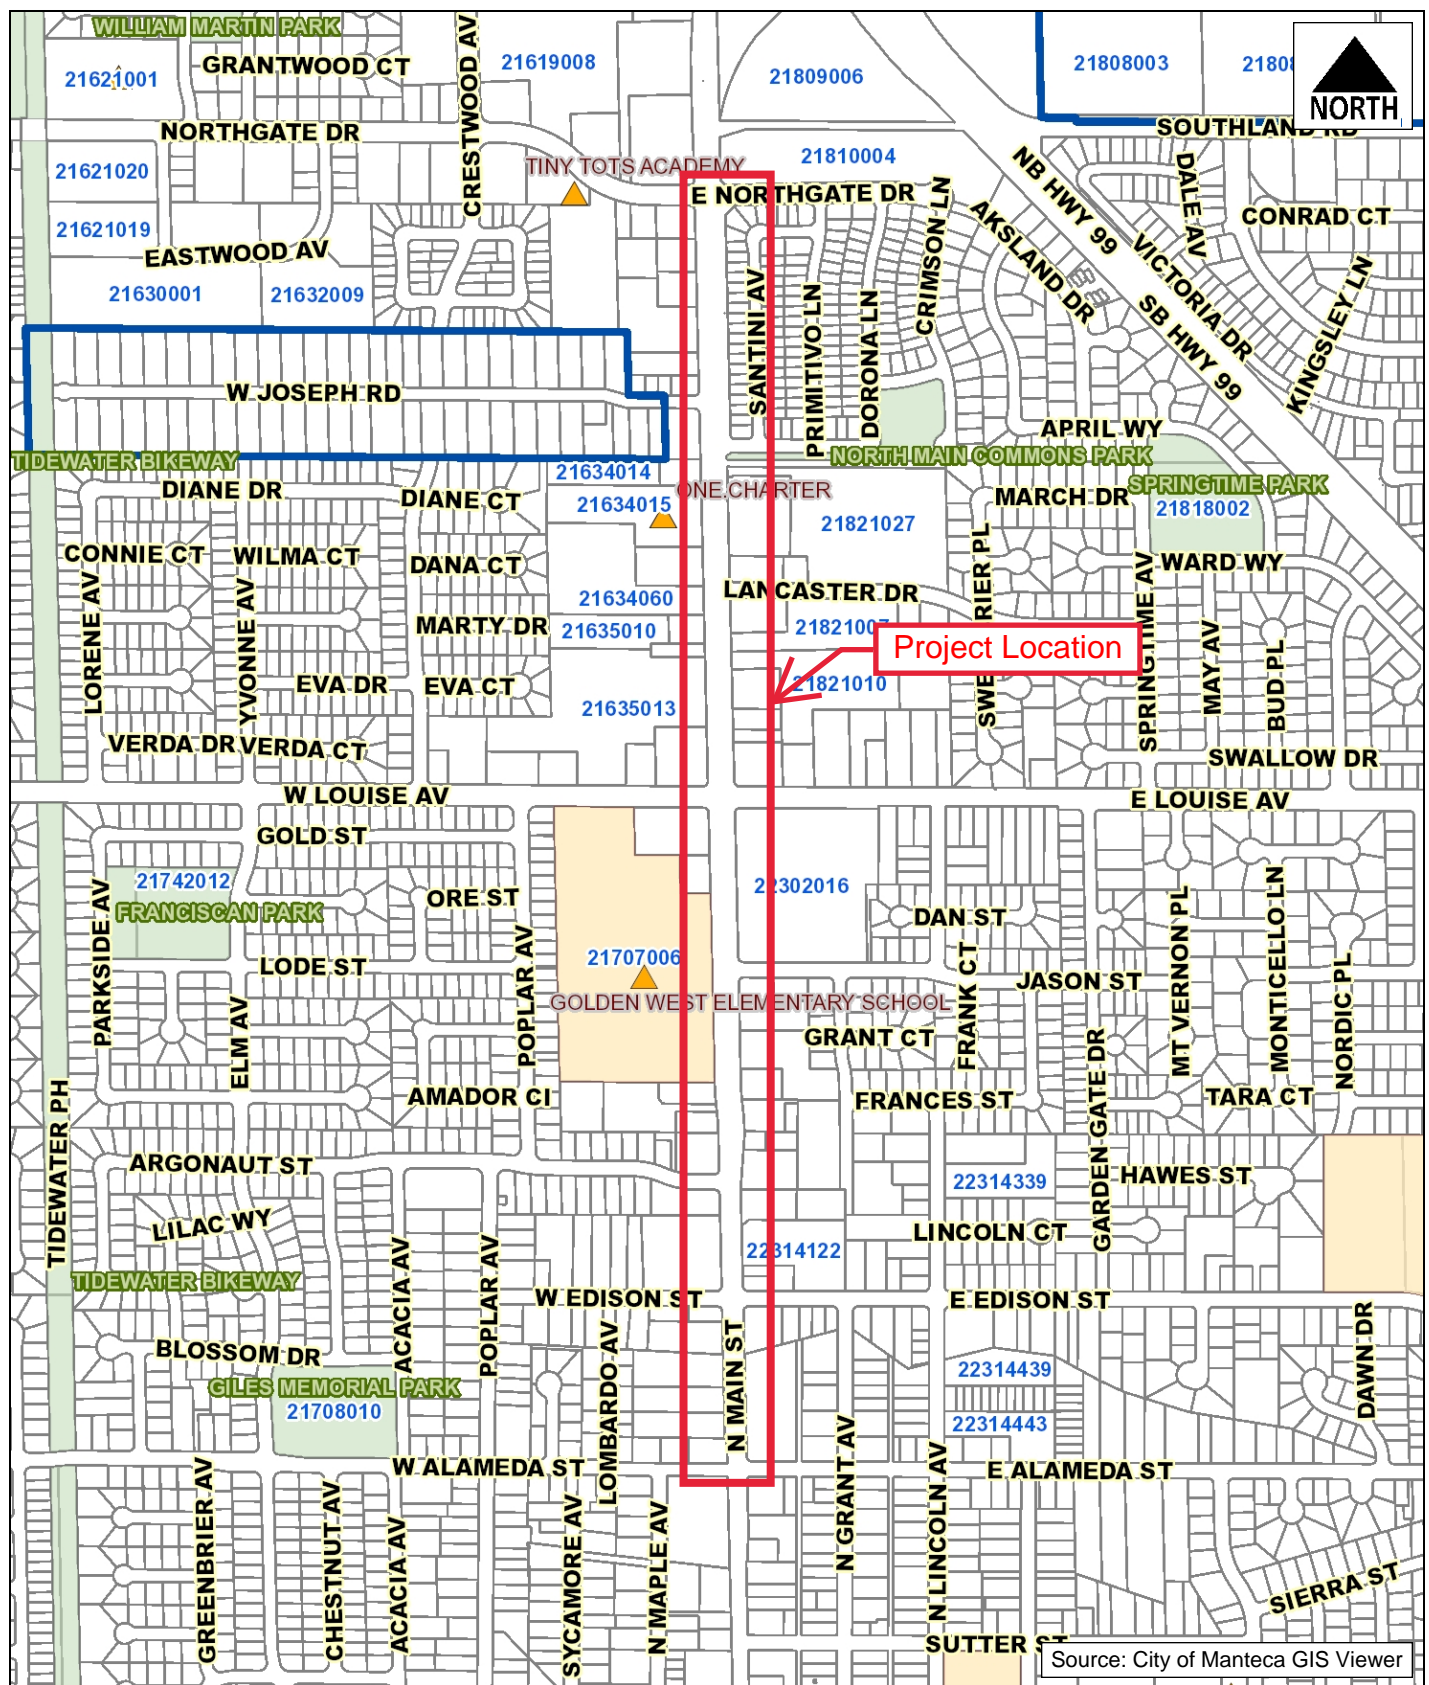 WILLIAM MARTIN PARK
GRANTWOOD CT
CRESTWOOD AV
21619008
21809006
21808003
2180
NORTH
21621001
NORTHGATE DR
SOUTHLAND RD
21621020
TINY TOTS ACADEMY
21810004
NB HWY 99
DALE AV
E NORTHGATE DR
CRIMSON LN
AKSLAND DR
CONRAD CT
21621019
EASTWOOD AV
VICTORIA DR
KINGSLEY LN
21630001
21632009
SANTINI AV
PRIMITIVO LN
DORONA LN
SB HWY 99
W JOSEPH RD
APRIL WY
TIDEWATER BIKEWAY
NORTH MAIN COMMONS PARK
21634014
DIANE DR
DIANE CT
21634015
ONE.CHARTER
MARCH DR
SPRINGTIME PARK
21818002
21821027
CONNIE CT
WILMA CT
DANA CT
WARD WY
LORENE AV
YVONNE AV
21634060
LANCASTER DR
MARTY DR
21635010
21821007
Project Location
SPRINGTIME AV
MAY AV
BUD PL
EVA DR
EVA CT
21821010
21635013
VERDA DR
VERDA CT
SWALLOW DR
W LOUISE AV
E LOUISE AV
GOLD ST
21742012
22302016
PARKSIDE AV
FRANCISCAN PARK
ORE ST
DAN ST
MT VERNON PL
MONTICELLO LN
POPLAR AV
LODE ST
21707006
FRANK CT
JASON ST
NORDIC PL
GOLDEN WEST ELEMENTARY SCHOOL
ELM AV
GRANT CT
GARDEN GATE DR
AMADOR CI
FRANCES ST
TARA CT
TIDEWATER PH
ARGONAUT ST
22314339
HAWES ST
LILAC WY
LINCOLN CT
22314122
ACACIA AV
POPLAR AV
TIDEWATER BIKEWAY
W EDISON ST
E EDISON ST
BLOSSOM DR
LOMBARDO AV
N MAIN ST
22314439
DAWN DR
GILES MEMORIAL PARK
21708010
22314443
W ALAMEDA ST
E ALAMEDA ST
GREENBRIER AV
CHESTNUT AV
ACACIA AV
SYCAMORE AV
N MAPLE AV
N GRANT AV
N LINCOLN AV
SIERRA ST
SUTTER ST
Source: City of Manteca GIS Viewer